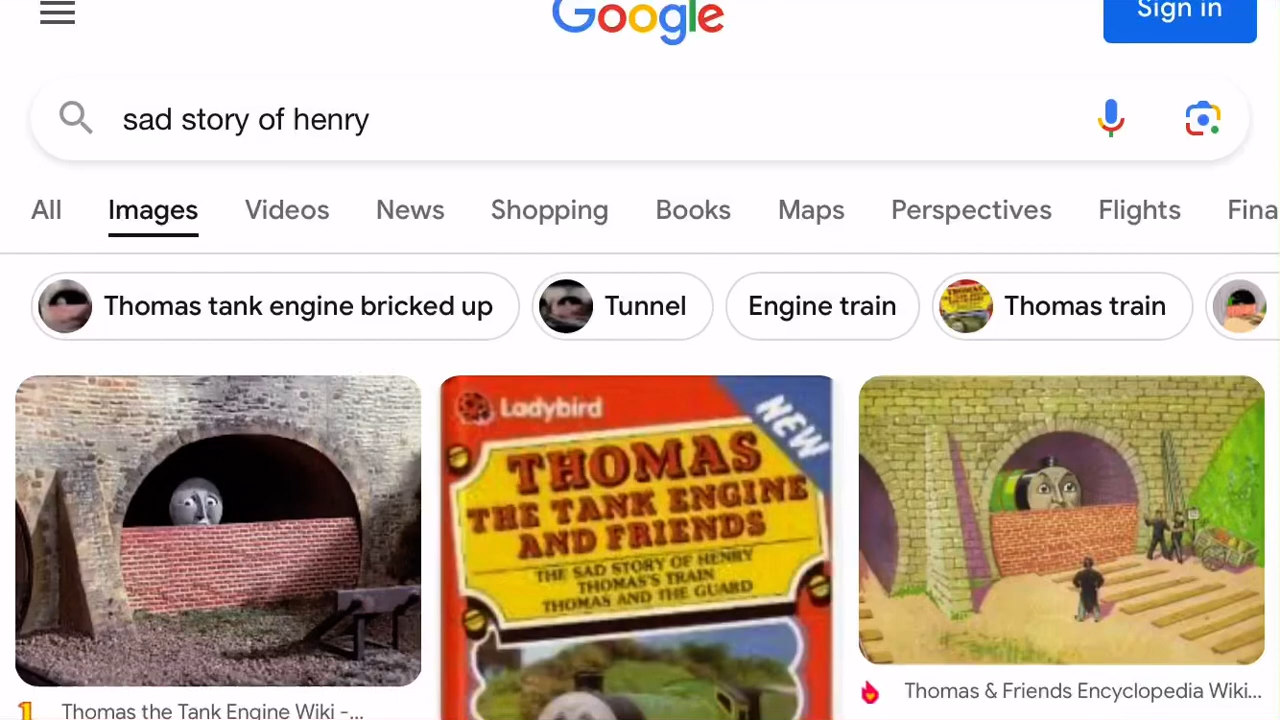 Google
Sign in
sad story of henry
All Images Videos News Shopping Books Maps Perspectives Flights Fina
Thomas tank engine bricked up Tunnel Engine train Thomas train
Ladybird
NEW
THOMAS
THE TANK ENGINE
AND FRIENDS
THE SAD STORY OF HENRY
THOMAS'S TRAIN
THOMAS AND THE GUARD
Thomas the Tank Engine Wiki -...
Thomas & Friends Encyclopedia Wiki...